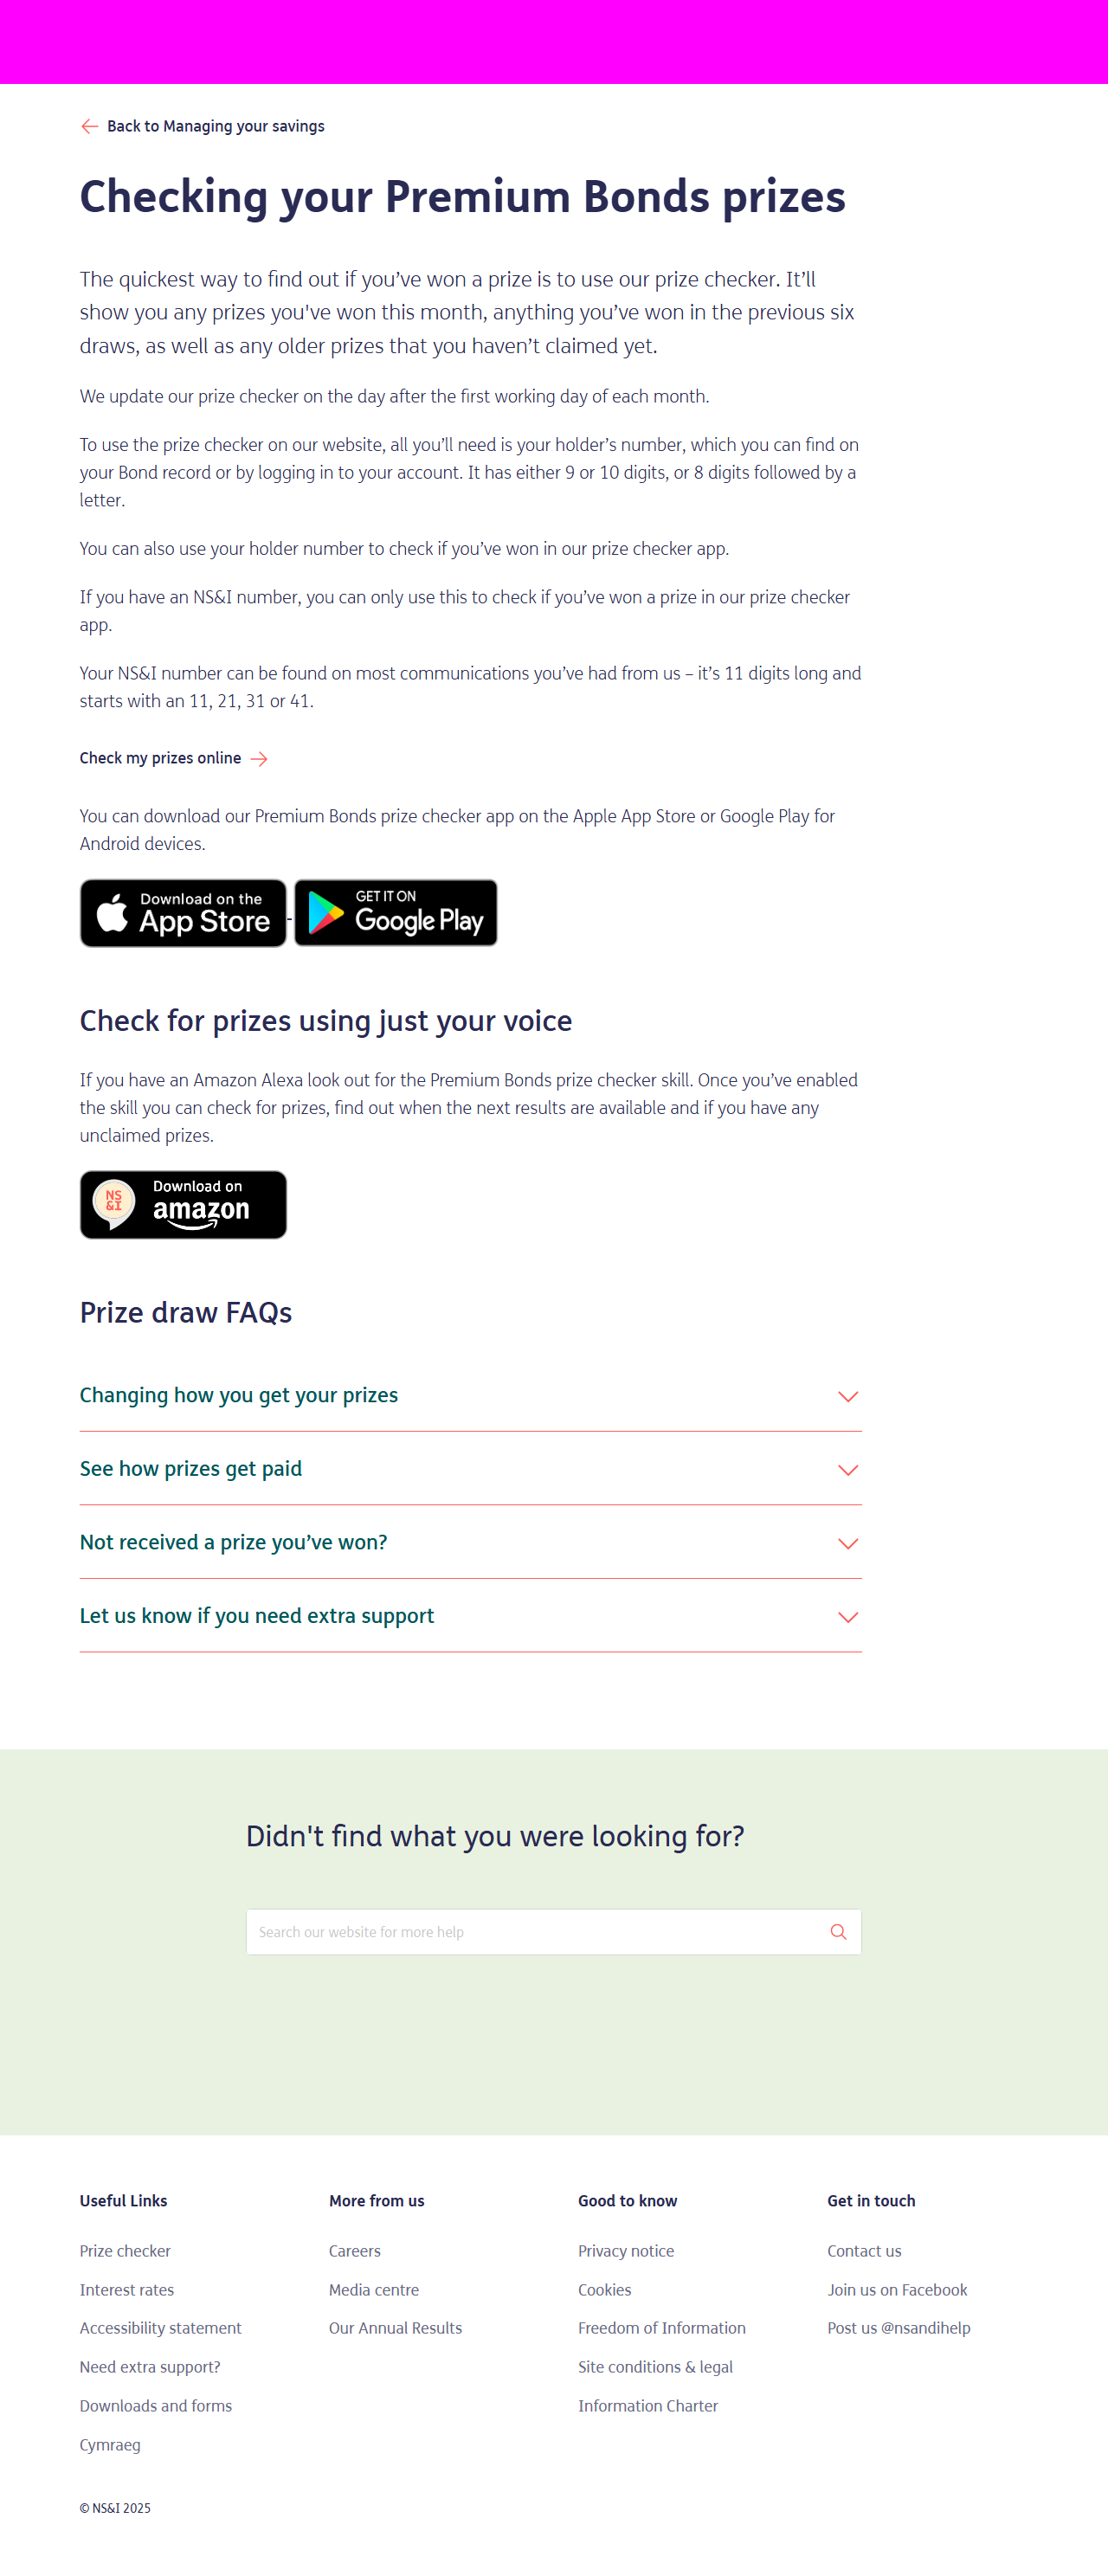 Back to Managing your savings
Checking your Premium Bonds prizes
The quickest way to find out if you’ve won a prize is to use our prize checker. It’ll
show you any prizes you've won this month, anything you’ve won in the previous six
draws, as well as any older prizes that you haven’t claimed yet.
We update our prize checker on the day after the first working day of each month.
To use the prize checker on our website, all you’ll need is your holder’s number, which you can find on
your Bond record or by logging in to your account. It has either 9 or 10 digits, or 8 digits followed by a
letter.
You can also use your holder number to check if you’ve won in our prize checker app.
If you have an NS&I number, you can only use this to check if you’ve won a prize in our prize checker
app.
Your NS&I number can be found on most communications you’ve had from us – it’s 11 digits long and
starts with an 11, 21, 31 or 41.
Check my prizes online
You can download our Premium Bonds prize checker app on the Apple App Store or Google Play for
Android devices.
Download on the
App Store
GET IT ON
Google Play
Check for prizes using just your voice
If you have an Amazon Alexa look out for the Premium Bonds prize checker skill. Once you’ve enabled
the skill you can check for prizes, find out when the next results are available and if you have any
unclaimed prizes.
NS
&I
Download on
amazon
Prize draw FAQs
Changing how you get your prizes
See how prizes get paid
Not received a prize you’ve won?
Let us know if you need extra support
Didn't find what you were looking for?
Search our website for more help
Useful Links
Prize checker
Interest rates
Accessibility statement
Need extra support?
Downloads and forms
Cymraeg
More from us
Careers
Media centre
Our Annual Results
Good to know
Privacy notice
Cookies
Freedom of Information
Site conditions & legal
Information Charter
Get in touch
Contact us
Join us on Facebook
Post us @nsandihelp
© NS&I 2025